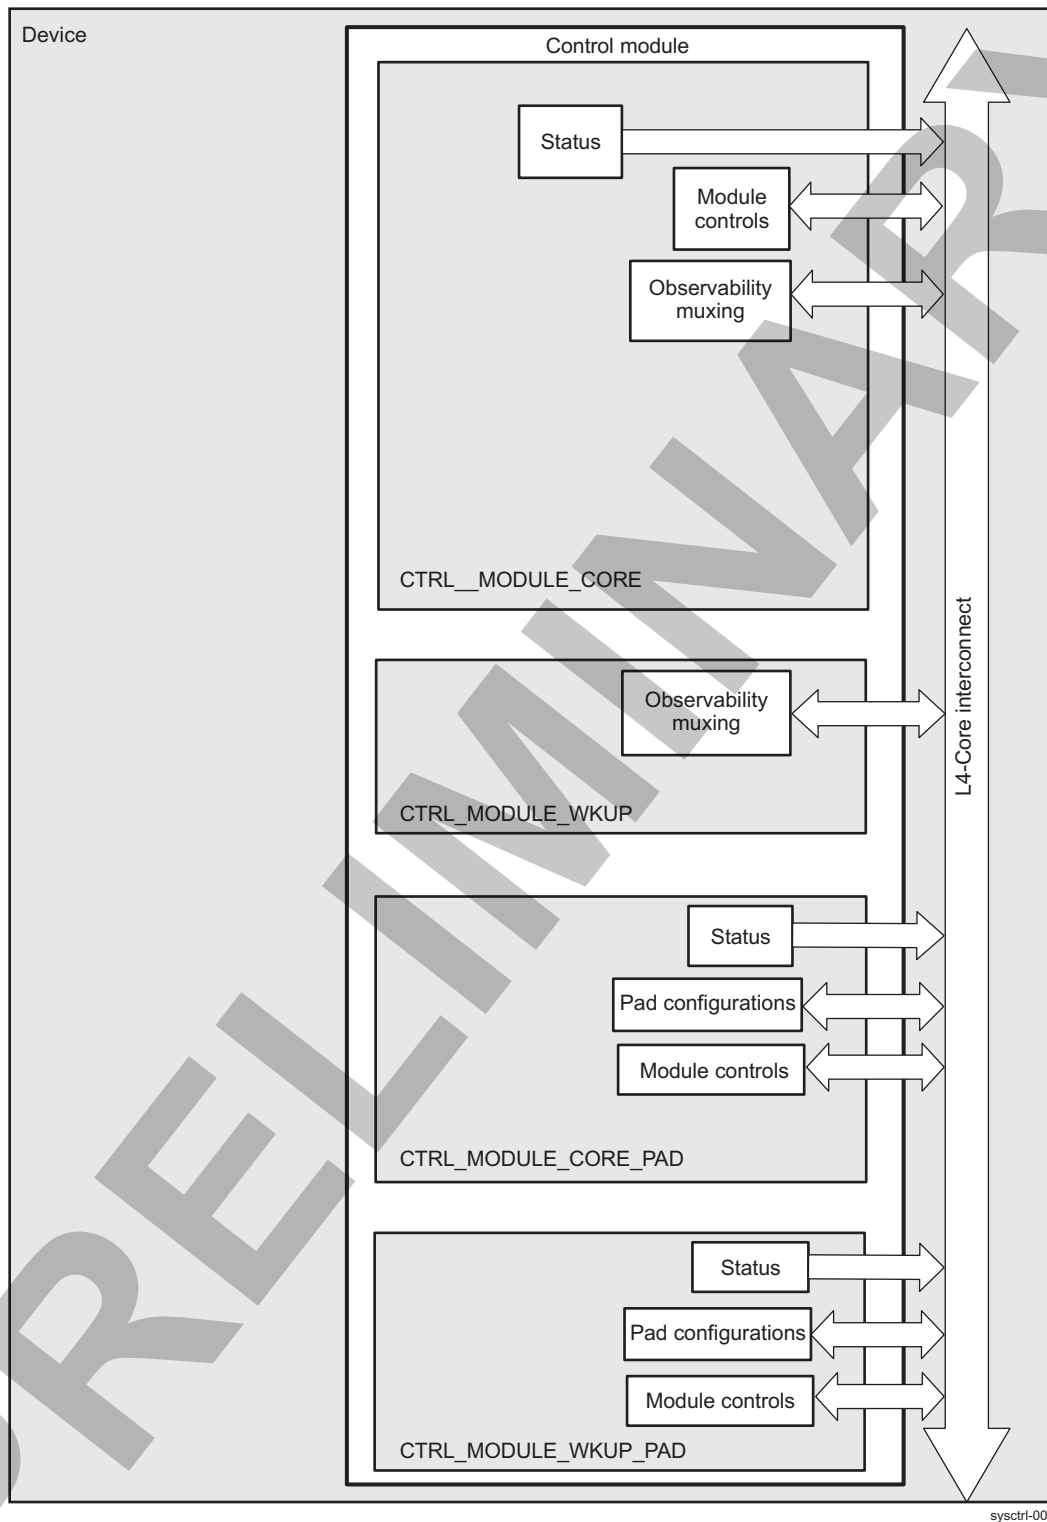 Device
Control module
Status
Module
controls
Observability
muxing
CTRL__MODULE_CORE
Observability
muxing
CTRL_MODULE_WKUP
Status
Pad configurations
Module controls
CTRL_MODULE_CORE_PAD
Status
Pad configurations
Module controls
CTRL_MODULE_WKUP_PAD
L4-Core interconnect
PRELIMINARY
sysctrl-00